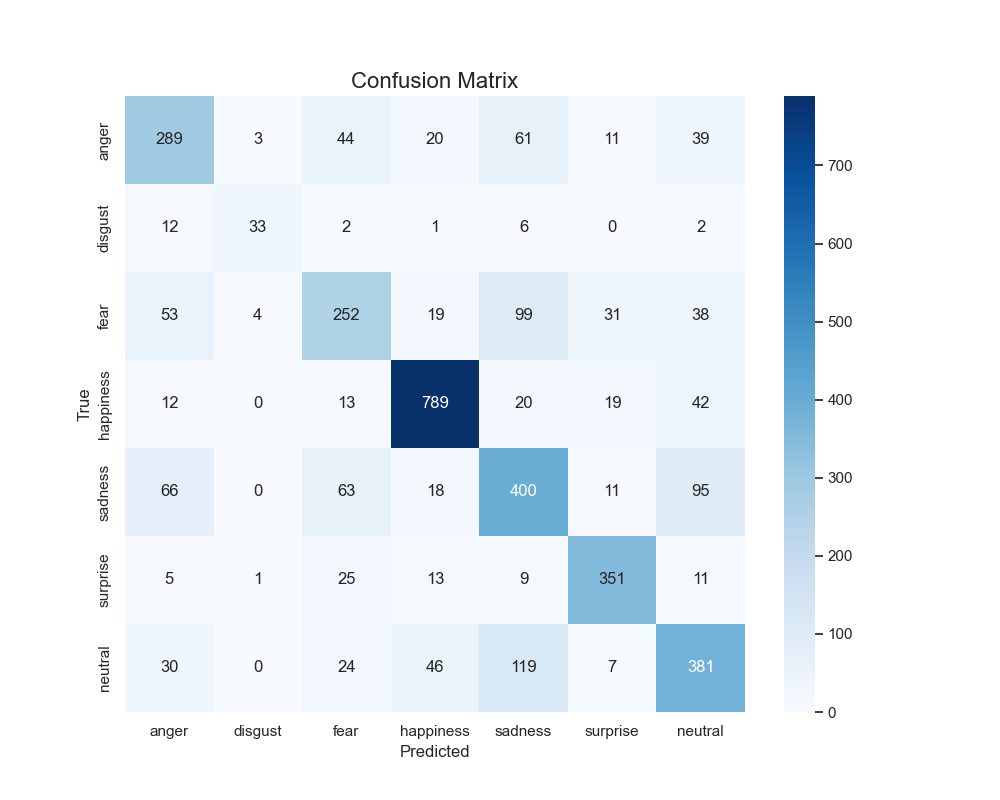 Confusion Matrix
anger 289 3 44 20 61 11 39
disgust 12 33 2 1 6 0 2
fear 53 4 252 19 99 31 38
True
happiness 12 0 13 789 20 19 42
sadness 66 0 63 18 400 11 95
surprise 5 1 25 13 9 351 11
neutral 30 0 24 46 119 7 381
anger disgust fear happiness sadness surprise neutral
Predicted
700
600
500
400
300
200
100
0